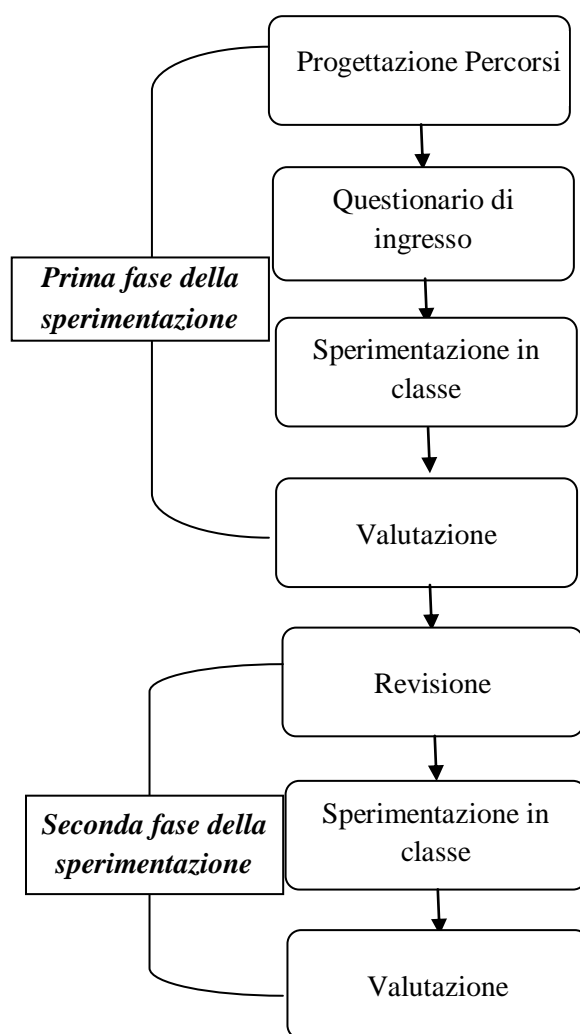 Progettazione Percorsi
Questionario di
ingresso
Prima fase della
sperimentazione
Sperimentazione in
classe
Valutazione
Revisione
Seconda fase della
sperimentazione
Sperimentazione in
classe
Valutazione